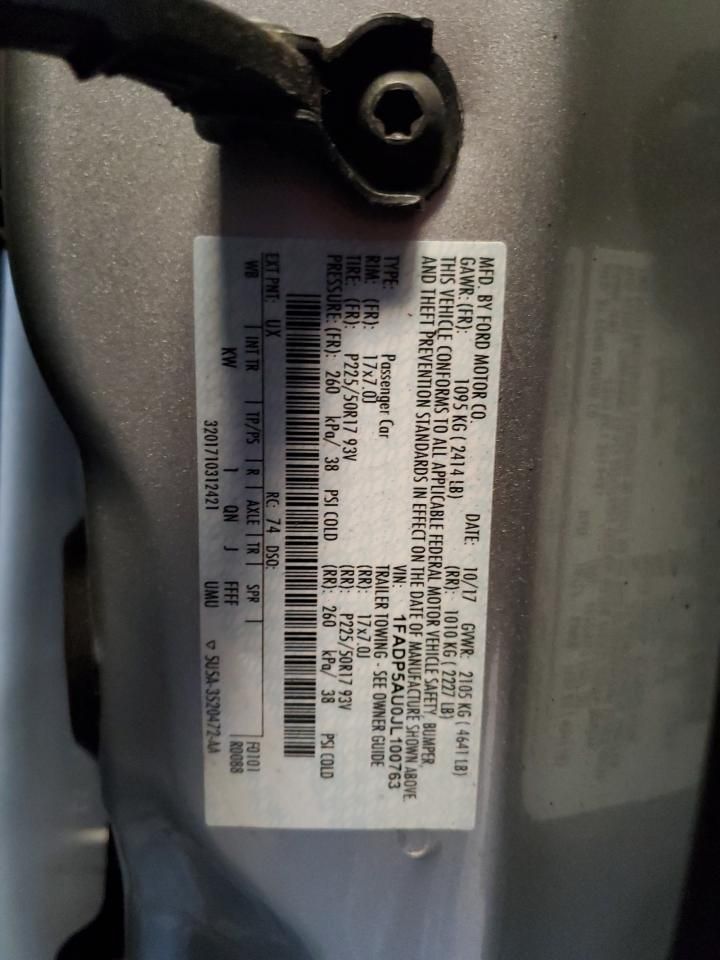 MFD. BY FORD MOTOR CO.
DATE: 10/17 GVWR: 2105 KG ( 4641 LB)
GAWR: (FR): 1095 KG ( 2414 LB) (RR): 1010 KG ( 2227 LB)
THIS VEHICLE CONFORMS TO ALL APPLICABLE FEDERAL MOTOR VEHICLE SAFETY, BUMPER,
AND THEFT PREVENTION STANDARDS IN EFFECT ON THE DATE OF MANUFACTURE SHOWN ABOVE.
VIN: 1FADP5AU0JL100763
TYPE: Passenger Car TRAILER TOWING - SEE OWNER GUIDE
RIM: (FR): 17x7.0J (RR): 17x7.0J
TIRE: (FR): P225/50R17 93V (RR): P225/50R17 93V
PRESSURE: (FR): 260 kPa/ 38 PSI COLD (RR): 260 kPa/ 38 PSI COLD
EXT PNT: UX RC: 74 DSO: F0101
WB | INT TR | TP/PS | R | AXLE | TR | SPR | R0088
KW 1 QN J FFFF
UMU
3201710312421 ▽ 5U5A-3520472-AA